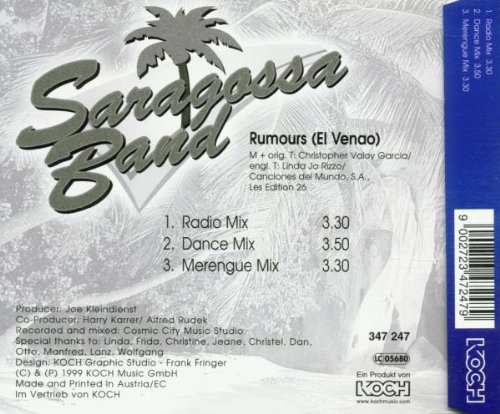 Saragossa
Band
Rumours (El Venao)
M + orig. T: Christopher Valoy Garcia/
engl. T: Linda Jo Rizzo/
Canciones del Mundo, S.A.,
Les Edition 26
1. Radio Mix 3.30
2. Dance Mix 3.50
3. Merengue Mix 3.30
Producer: Joe Kleindienst
Co-Producer: Harry Karrer/ Alfred Rudek
Recorded and mixed: Cosmic City Music Studio
Special thanks to: Linda, Frida, Christine, Jeane, Christel, Dan,
Otto, Manfred, Lanz, Wolfgang
Design: KOCH Graphic Studio - Frank Fringer
(C) & (P) 1999 KOCH Music GmbH
Made and Printed In Austria/EC
Im Vertrieb von KOCH
347 247
LC 05680
Ein Produkt von
KOCH
www.kochmusic.com
1. Radio Mix 3.30
2. Dance Mix 3.50
3. Merengue Mix 3.30
9 002723 472479